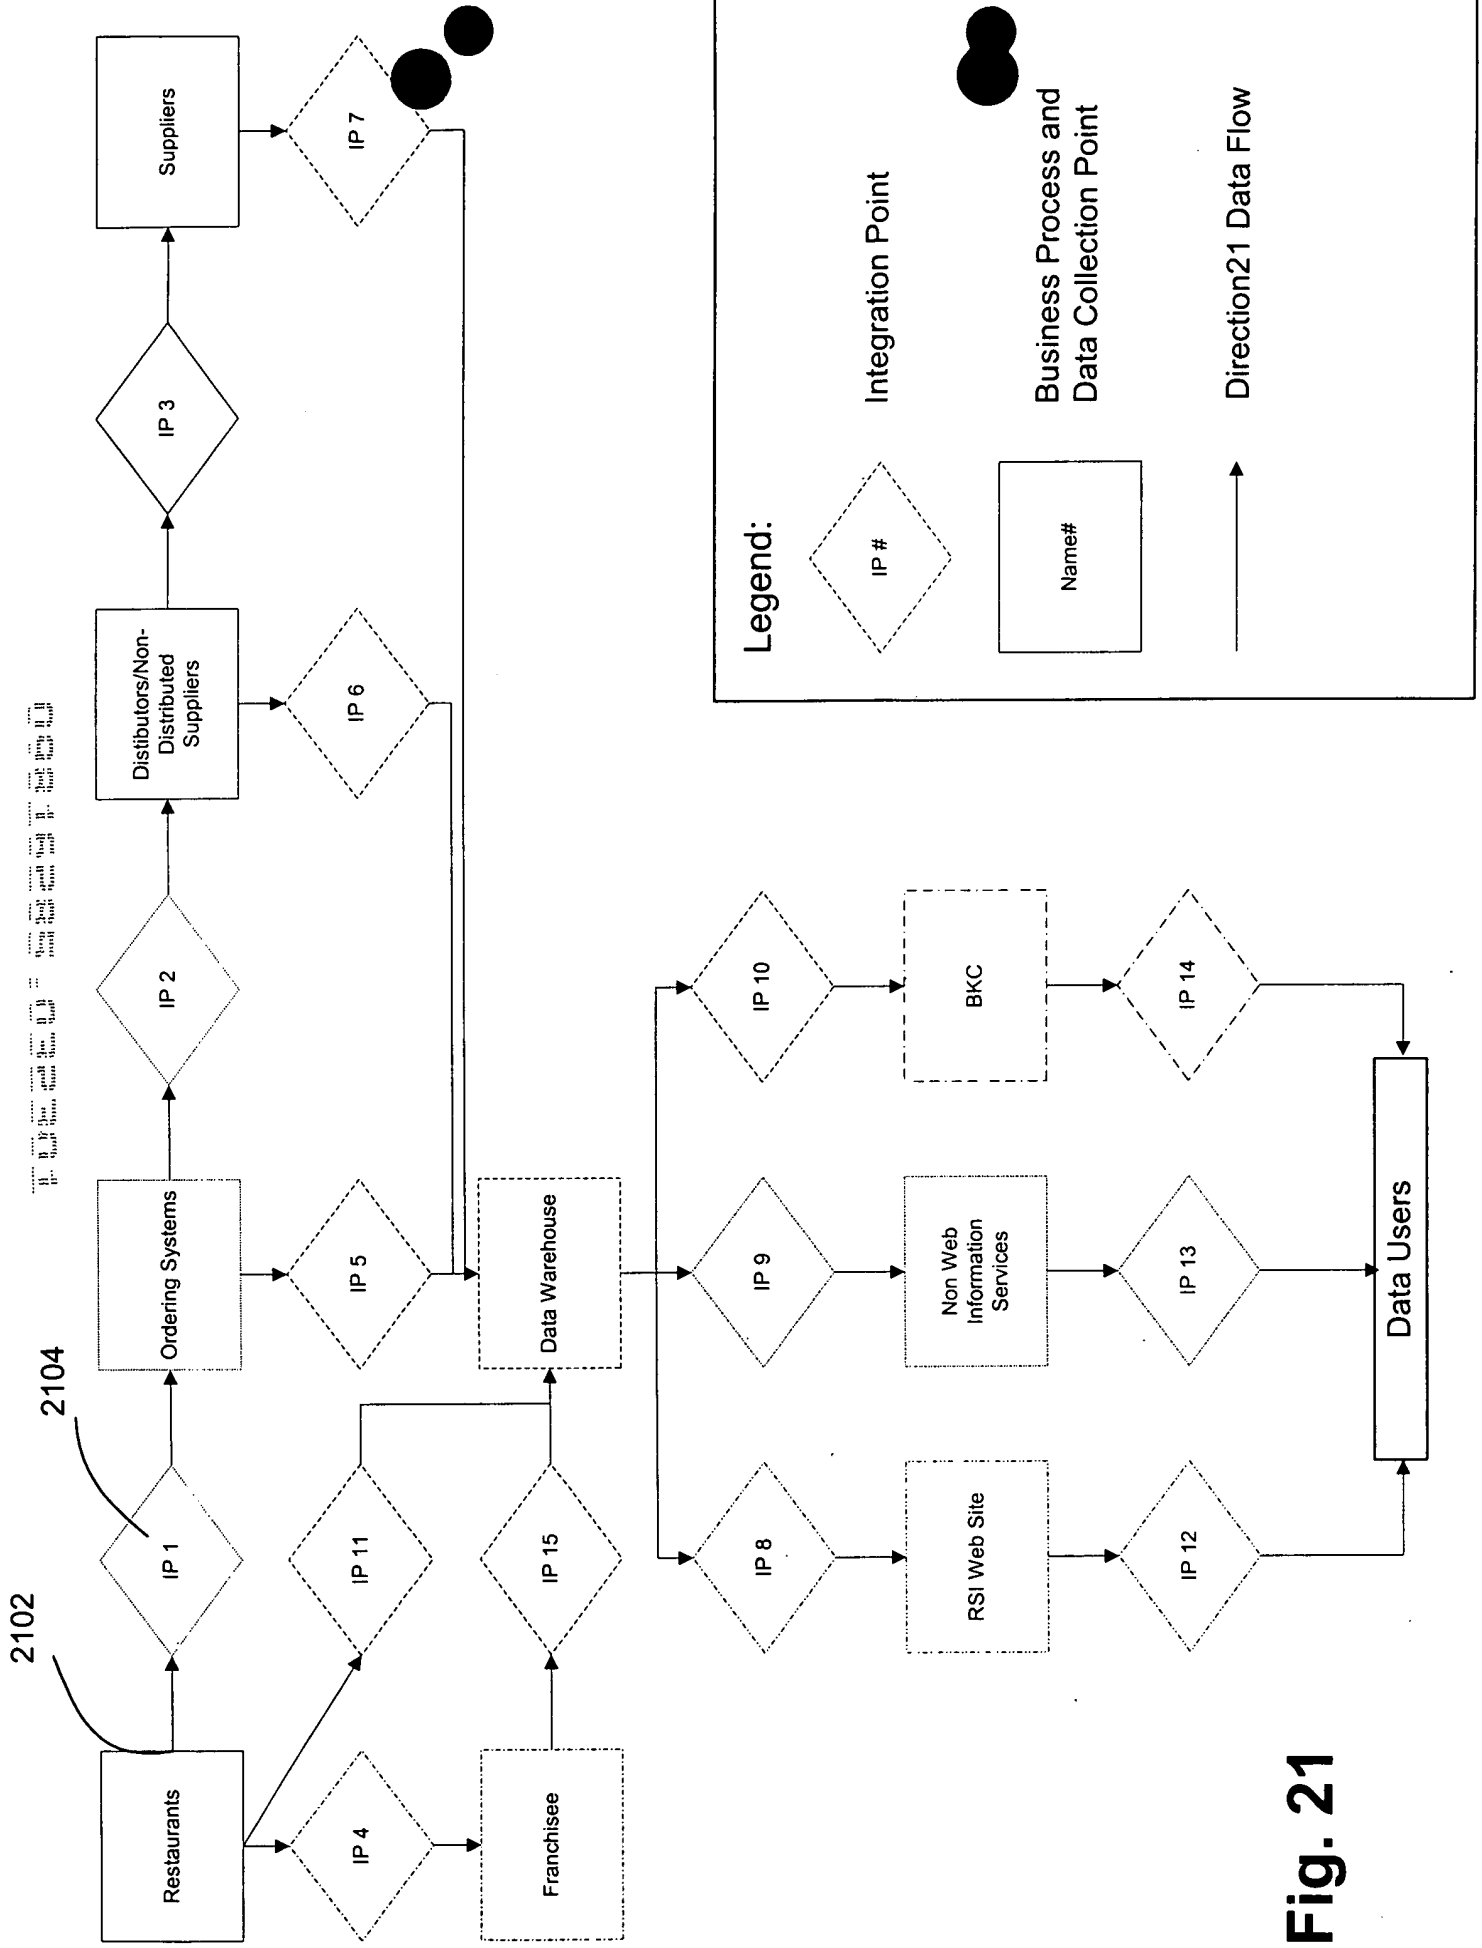 2102
2104
Restaurants
IP 1
Ordering Systems
IP 2
Distibutors/Non-
Distributed
Suppliers
IP 3
Suppliers
IP 4
IP 11
IP 5
IP 6
IP 7
Franchisee
IP 15
Data Warehouse
IP 8
IP 9
IP 10
RSI Web Site
Non Web
Information
Services
BKC
IP 12
IP 13
IP 14
Data Users
Legend:
IP #
Integration Point
Name#
Business Process and
Data Collection Point
Direction21 Data Flow
Fig. 21